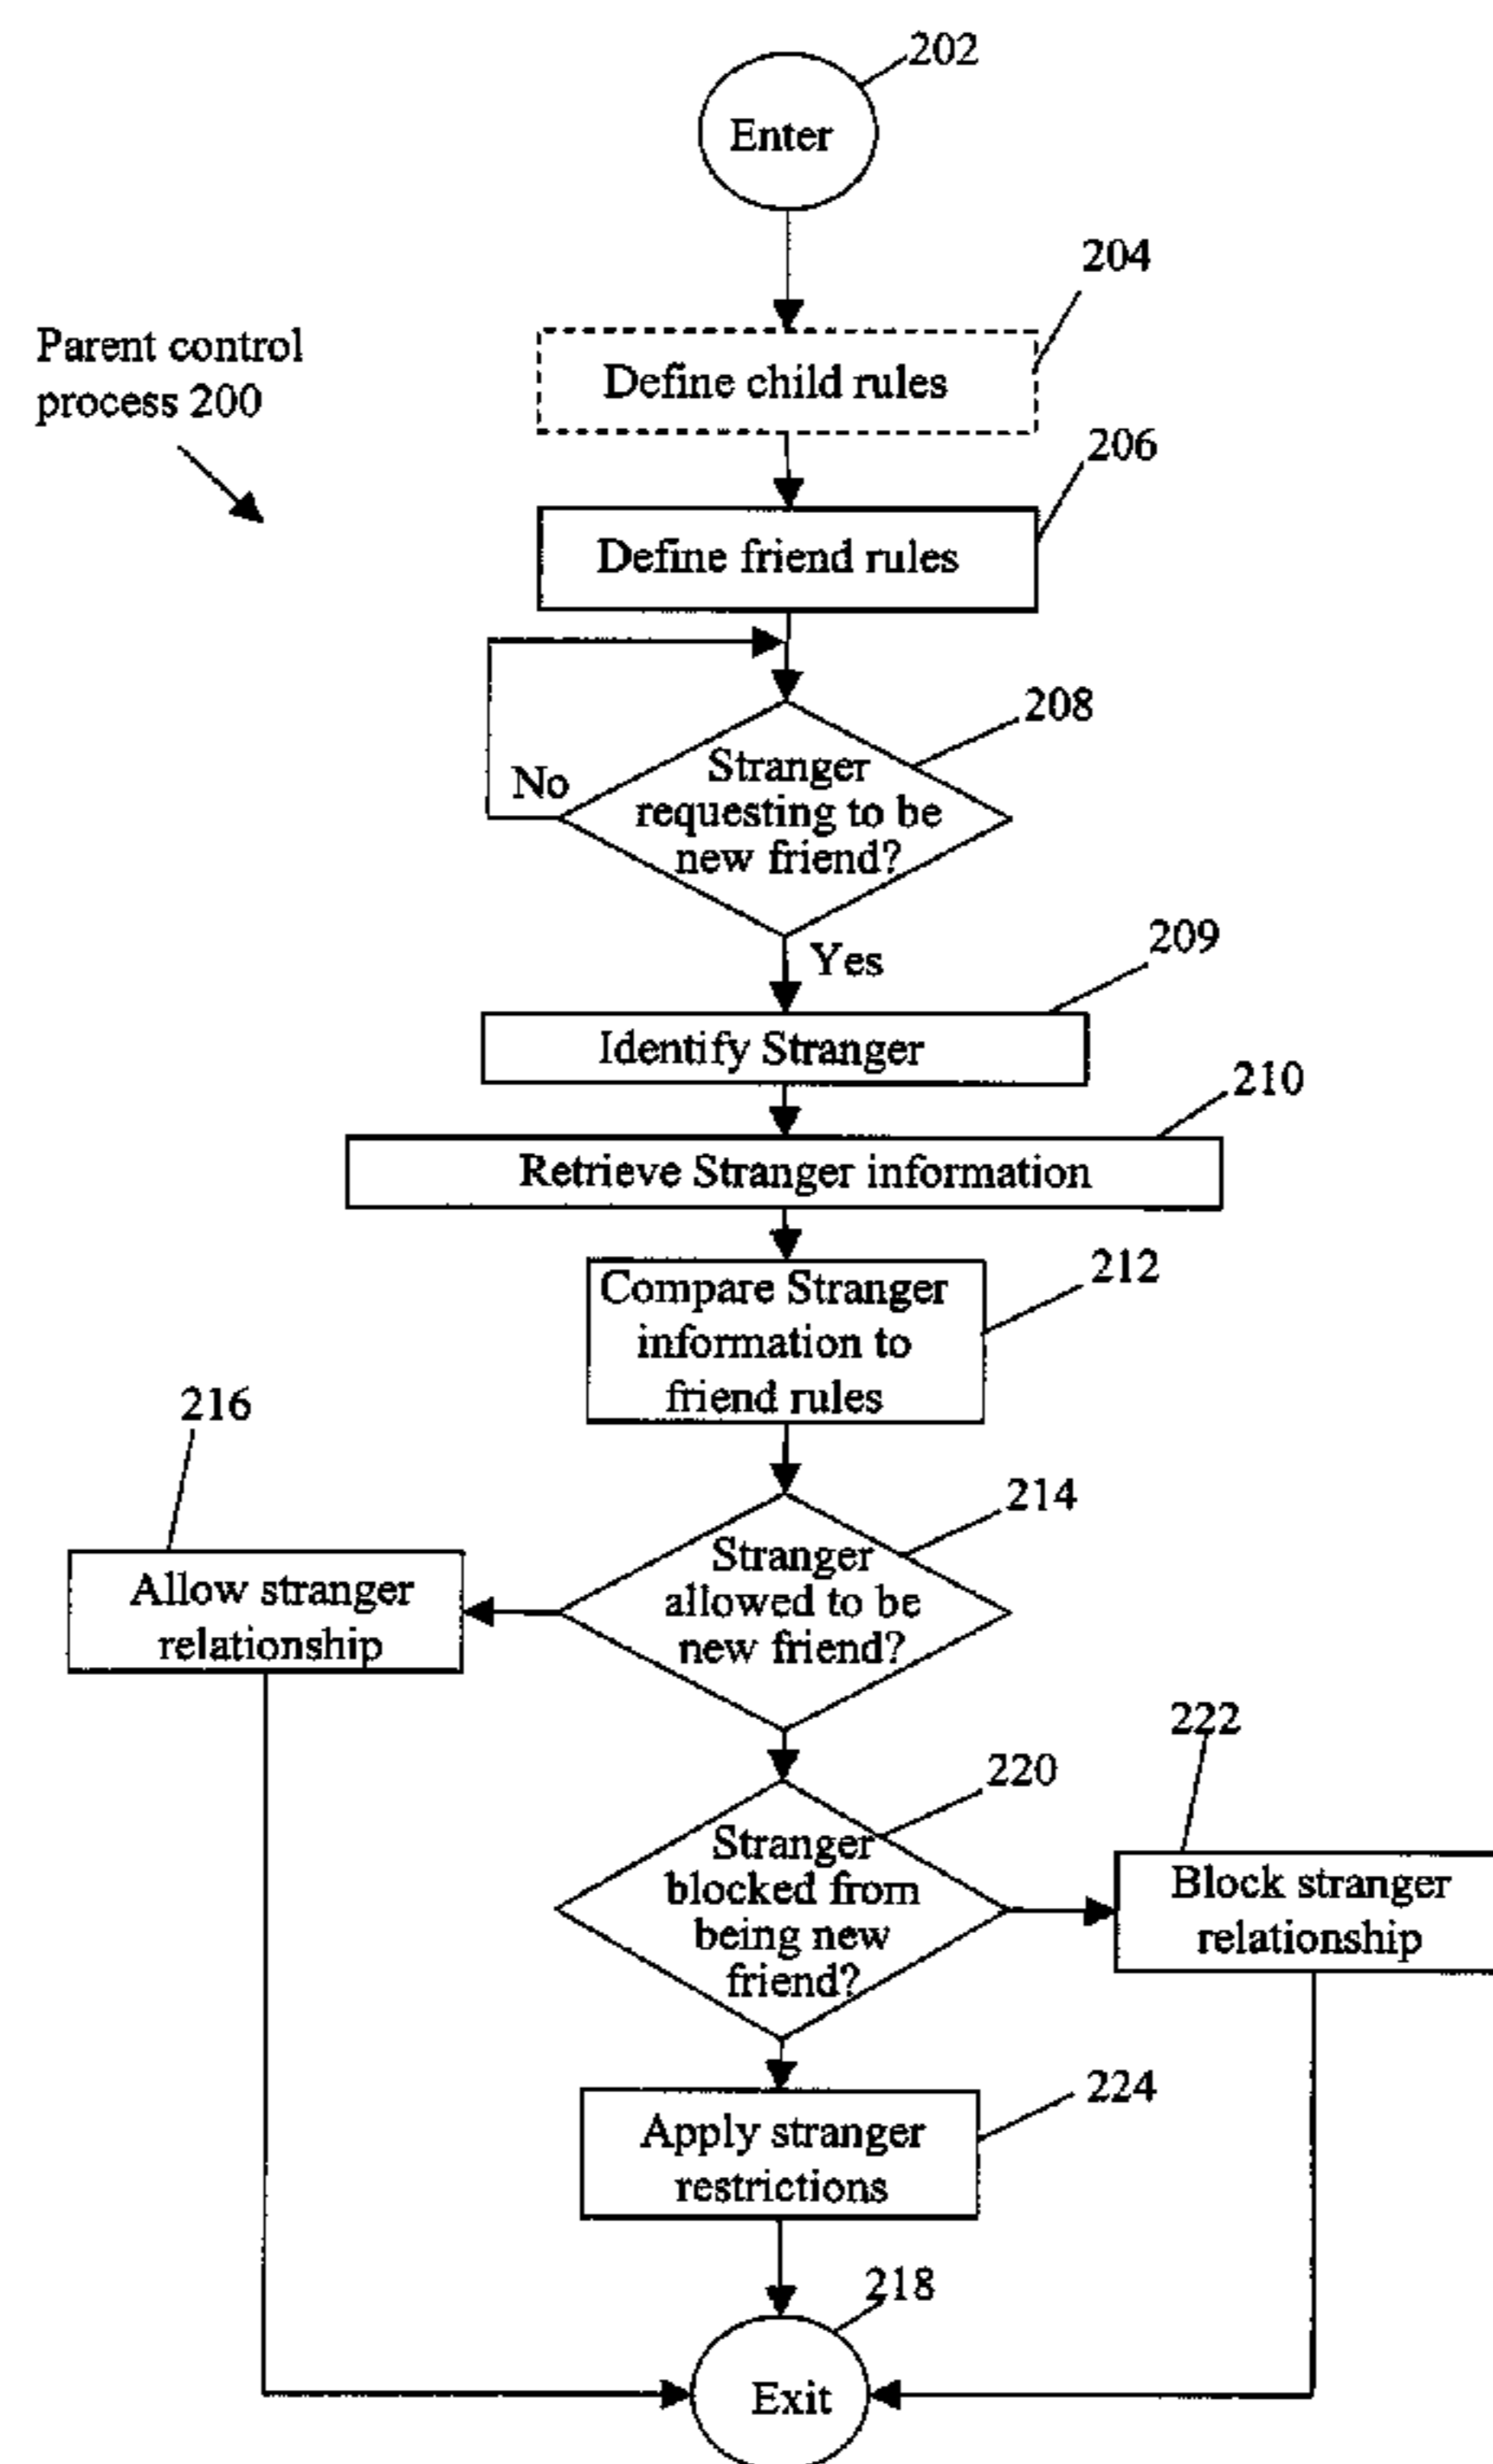 202
Enter
204
Parent control
process 200
Define child rules
206
Define friend rules
208
Stranger
requesting to be
new friend?
No
Yes
209
Identify Stranger
210
Retrieve Stranger information
212
Compare Stranger
information to
friend rules
216
214
Allow stranger
relationship
Stranger
allowed to be
new friend?
222
220
Stranger
blocked from
being new
friend?
Block stranger
relationship
224
Apply stranger
restrictions
218
Exit